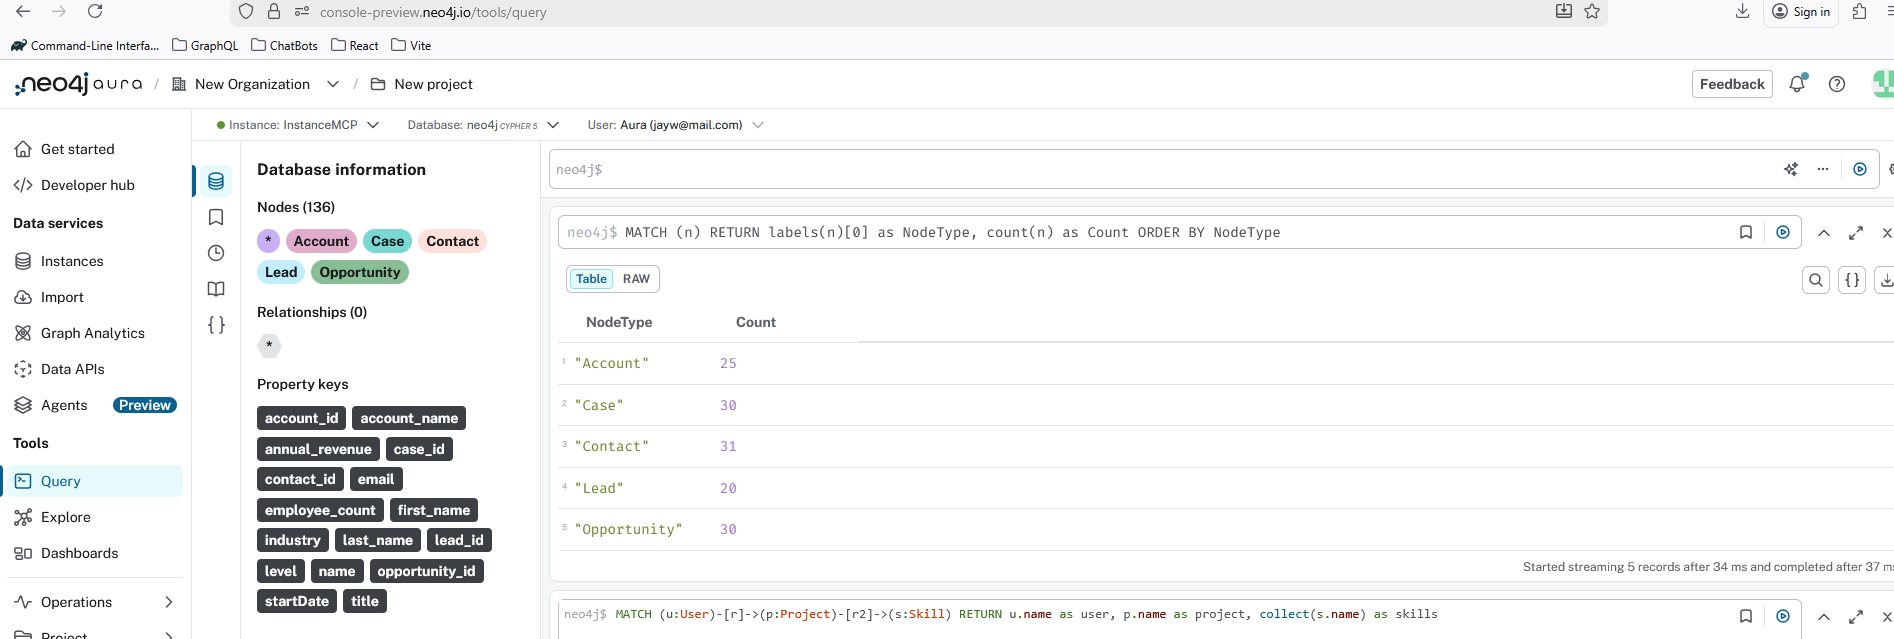 console-preview.neo4j.io/tools/query
Sign in
Command-Line Interfa...
GraphQL
ChatBots
React
Vite
neo4j aura / New Organization / New project
Feedback
Instance: InstanceMCP
Database: neo4j CYPHER 5
User: Aura (jayw@mail.com)
Get started
Developer hub
Data services
Instances
Import
Graph Analytics
Data APIs
Agents Preview
Tools
Query
Explore
Dashboards
Operations
Project
Database information
Nodes (136)
* Account Case Contact
Lead Opportunity
Relationships (0)
*
Property keys
account_id account_name
annual_revenue case_id
contact_id email
employee_count first_name
industry last_name lead_id
level name opportunity_id
startDate title
neo4j$
neo4j$ MATCH (n) RETURN labels(n)[0] as NodeType, count(n) as Count ORDER BY NodeType
Table RAW
NodeType Count
1 "Account" 25
2 "Case" 30
3 "Contact" 31
4 "Lead" 20
5 "Opportunity" 30
Started streaming 5 records after 34 ms and completed after 37 ms
neo4j$ MATCH (u:User)-[r]->(p:Project)-[r2]->(s:Skill) RETURN u.name as user, p.name as project, collect(s.name) as skills